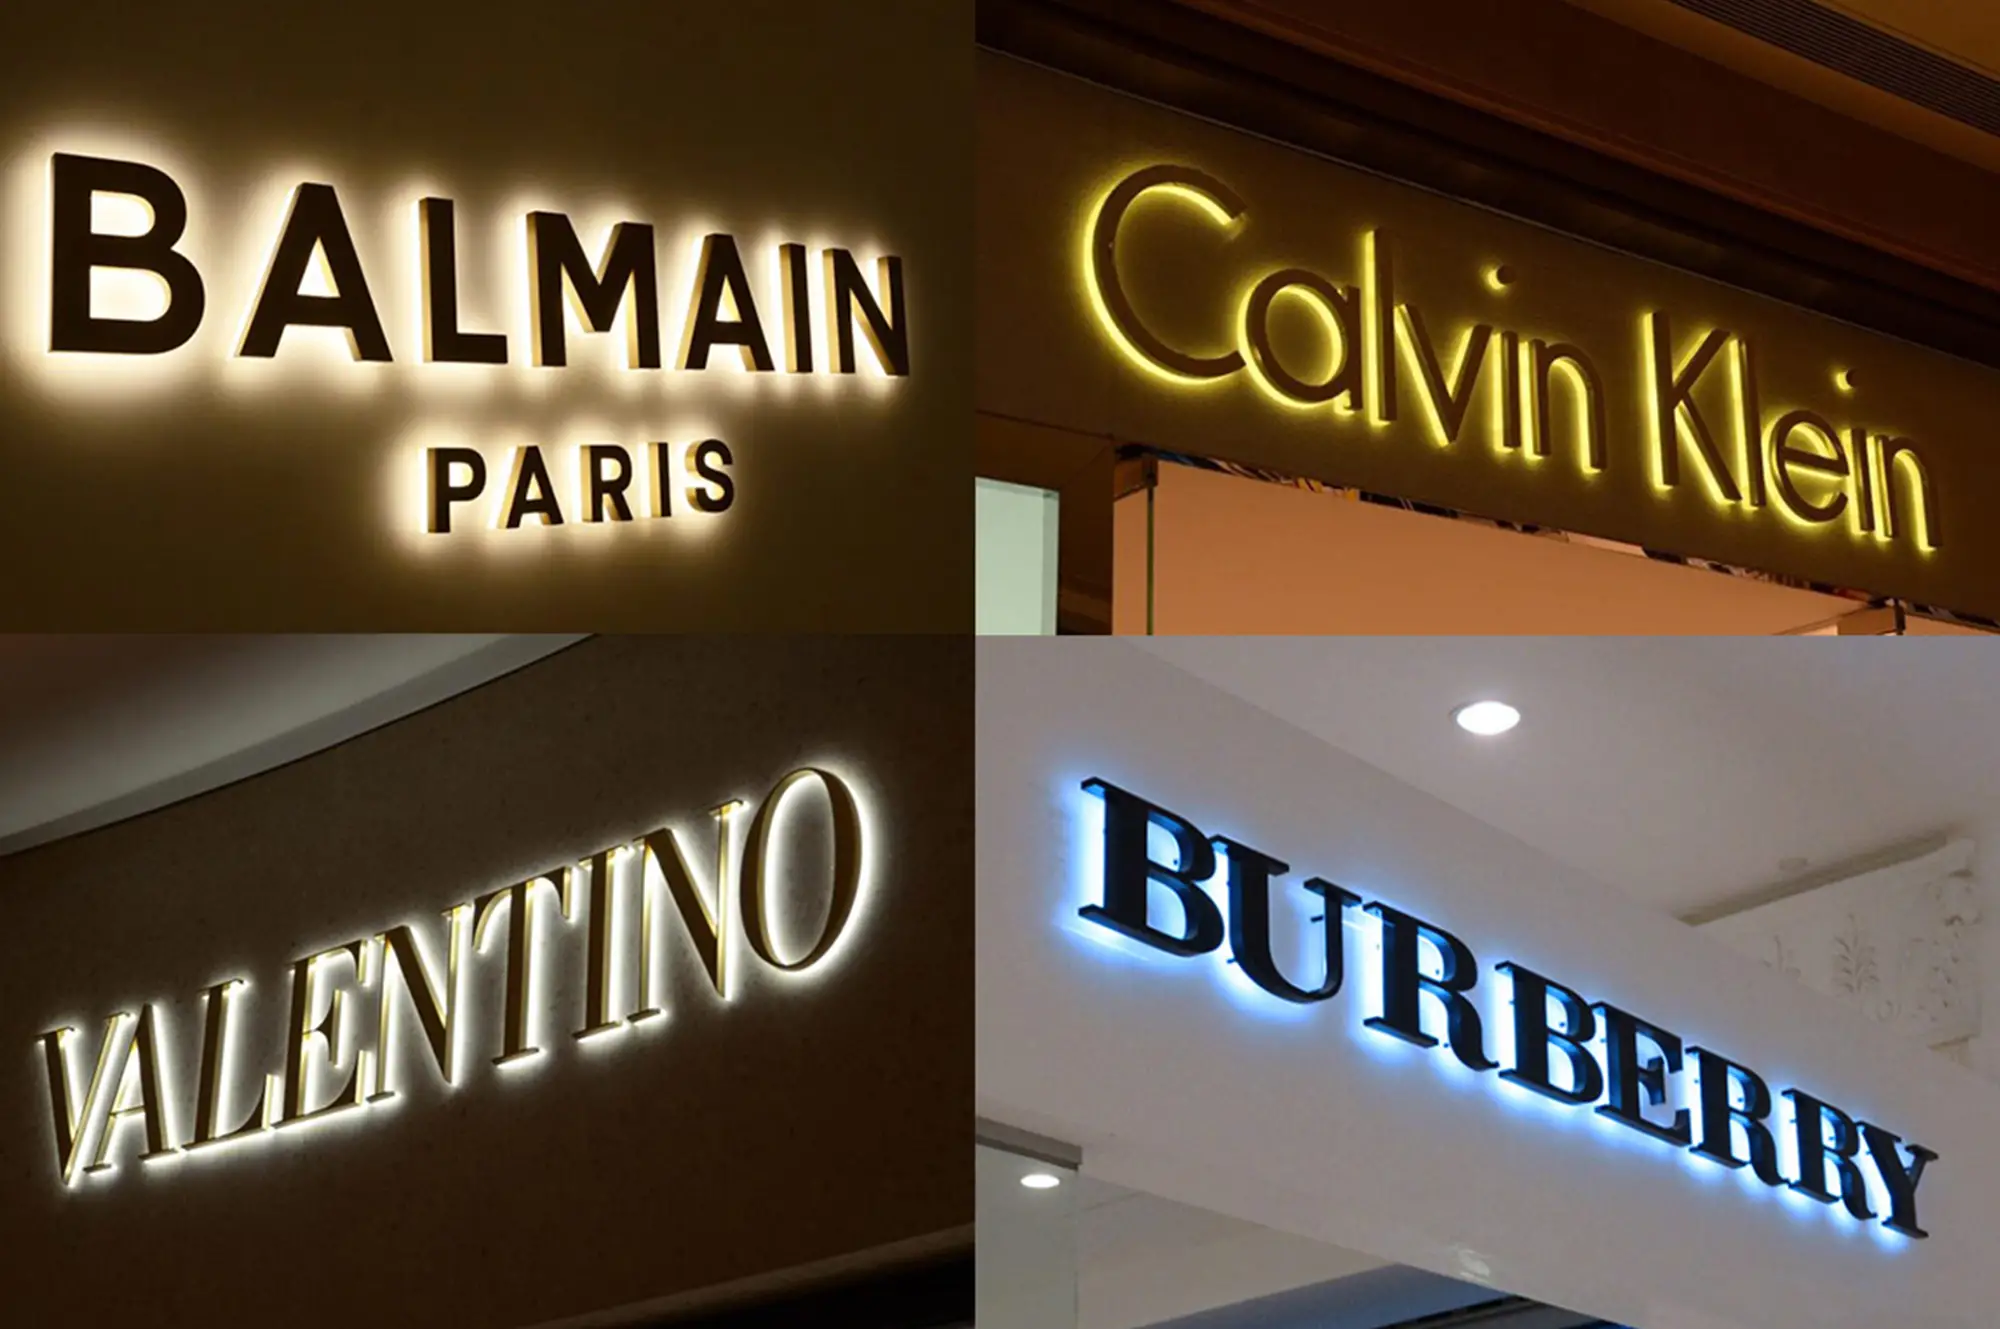 BALMAIN
PARIS
Calvin Klein
VALENTINO
BURBERRY